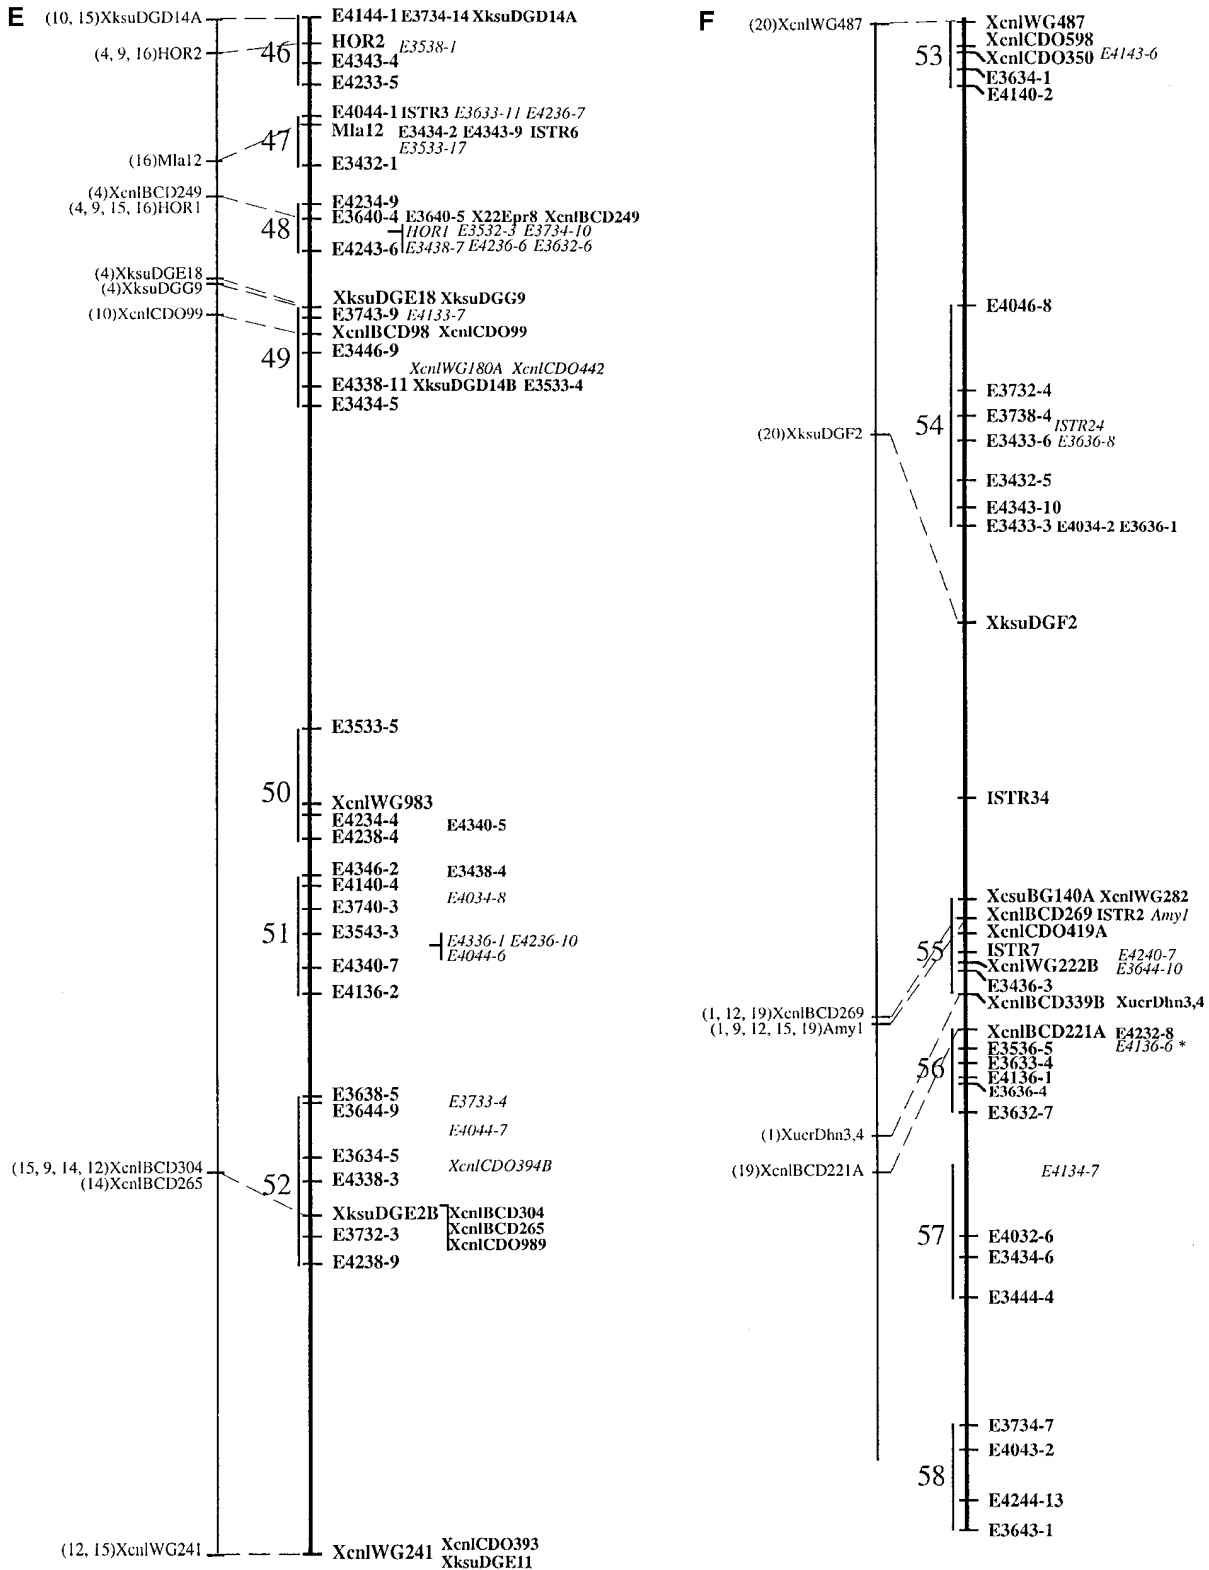 E
(10, 15)XksuDGD14A
E4144-1 E3734-14 XksuDGD14A
46
HOR2 E3538-1
(4, 9, 16)HOR2
E4343-4
E4233-5
E4044-1 ISTR3 E3633-11 E4236-7
47
Mla12 E3434-2 E4343-9 ISTR6
E3533-17
(16)Mla12
E3432-1
(4)XcnlBCD249
(4, 9, 15, 16)HOR1
E4234-9
48
E3640-4 E3640-5 X22Epr8 XcnlBCD249
HOR1 E3532-3 E3734-10
E4243-6 E3438-7 E4236-6 E3632-6
(4)XksuDGE18
(4)XksuDGG9
(10)XcnlCDO99
XksuDGE18 XksuDGG9
E3743-9 E4133-7
XcnlBCD98 XcnlCDO99
49
E3446-9
XcnlWG180A XcnlCDO442
E4338-11 XksuDGD14B E3533-4
E3434-5
E3533-5
50
XcnlWG983
E4234-4
E4340-5
E4238-4
E4346-2 E3438-4
E4140-4
E4034-8
E3740-3
51
E3543-3
E4336-1 E4236-10
E4044-6
E4340-7
E4136-2
E3638-5
E3733-4
E3644-9
E4044-7
E3634-5
XcnlCDO394B
(15, 9, 14, 12)XcnlBCD304
(14)XcnlBCD265
52
E4338-3
XksuDGE2B XcnlBCD304
XcnlBCD265
E3732-3
XcnlCDO989
E4238-9
(12, 15)XcnlWG241
XcnlWG241 XcnlCDO393
XksuDGE11
F
(20)XcnlWG487
XcnlWG487
XcnlCDO598
53
XcnlCDO350 E4143-6
E3634-1
E4140-2
E4046-8
E3732-4
54
E3738-4
ISTR24
(20)XksuDGF2
E3433-6 E3636-8
E3432-5
E4343-10
E3433-3 E4034-2 E3636-1
XksuDGF2
ISTR34
XcsuBG140A XcnlWG282
XcnlBCD269 ISTR2 Amy1
XcnlCDO419A
55
ISTR7
E4240-7
XcnlWG222B
E3644-10
E3436-3
XcnlBCD339B XucrDhn3,4
(1, 12, 19)XcnlBCD269
(1, 9, 12, 15, 19)Amy1
XcnlBCD221A E4232-8
E3536-5 E4136-6 *
E3633-4
56
E4136-1
E3636-4
E3632-7
(1)XucrDhn3,4
(19)XcnlBCD221A
E4134-7
57
E4032-6
E3434-6
E3444-4
E3734-7
E4043-2
58
E4244-13
E3643-1